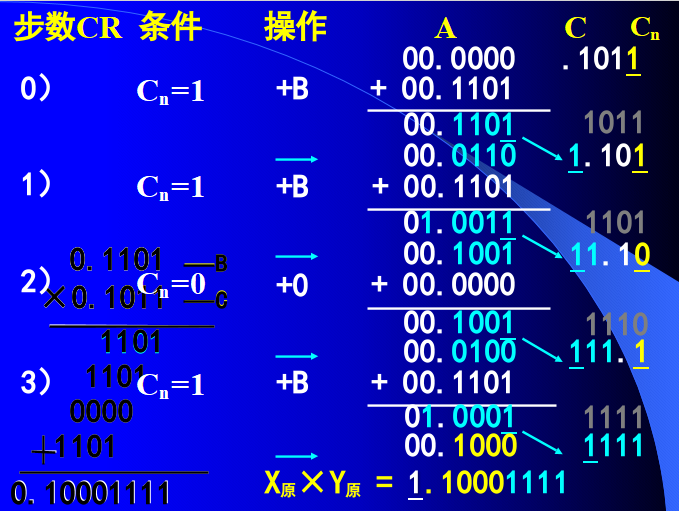 步数CR 条件 操作 A C Cn
00.0000 .1011
0) Cn=1 +B + 00.1101
00.1101 1011
00.0110 1.101
1) Cn=1 +B + 00.1101
01.0011 1101
0.1101 —B 00.1001 11.10
2) Cn=0 +0 + 00.0000
×0.1011 —C
00.1001 1110
1101 00.0100 111.1
3) 1101 Cn=1 +B + 00.1101
0000 01.0001 1111
+1101 00.1000 1111
0.10001111 X原×Y原 = 1.10001111